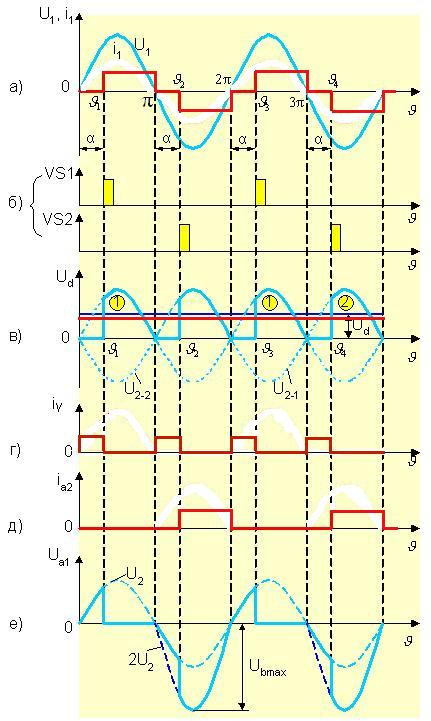 U1, i1
i1 U1
а) 0 ϑ1 π ϑ2 2π ϑ3 3π ϑ4 ϑ
α α α α
VS1
б) ϑ
VS2
ϑ
Ud
1 1 2
Ud
в) 0 ϑ1 ϑ2 ϑ3 ϑ4 ϑ
U2-2 U2-1
iγ
г) 0 ϑ
ia2
д) 0 ϑ
Ua1
U2
е) 0 ϑ
2U2 Ubmax